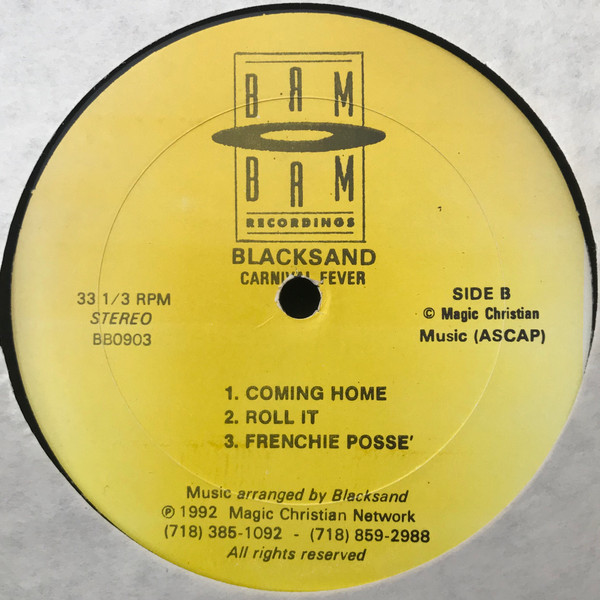 BAM
BAM
RECORDINGS
BLACKSAND
CARNIVAL FEVER
33 1/3 RPM
STEREO
BB0903
SIDE B
© Magic Christian
Music (ASCAP)
1. COMING HOME
2. ROLL IT
3. FRENCHIE POSSE'
Music arranged by Blacksand
℗ 1992 Magic Christian Network
(718) 385-1092 - (718) 859-2988
All rights reserved